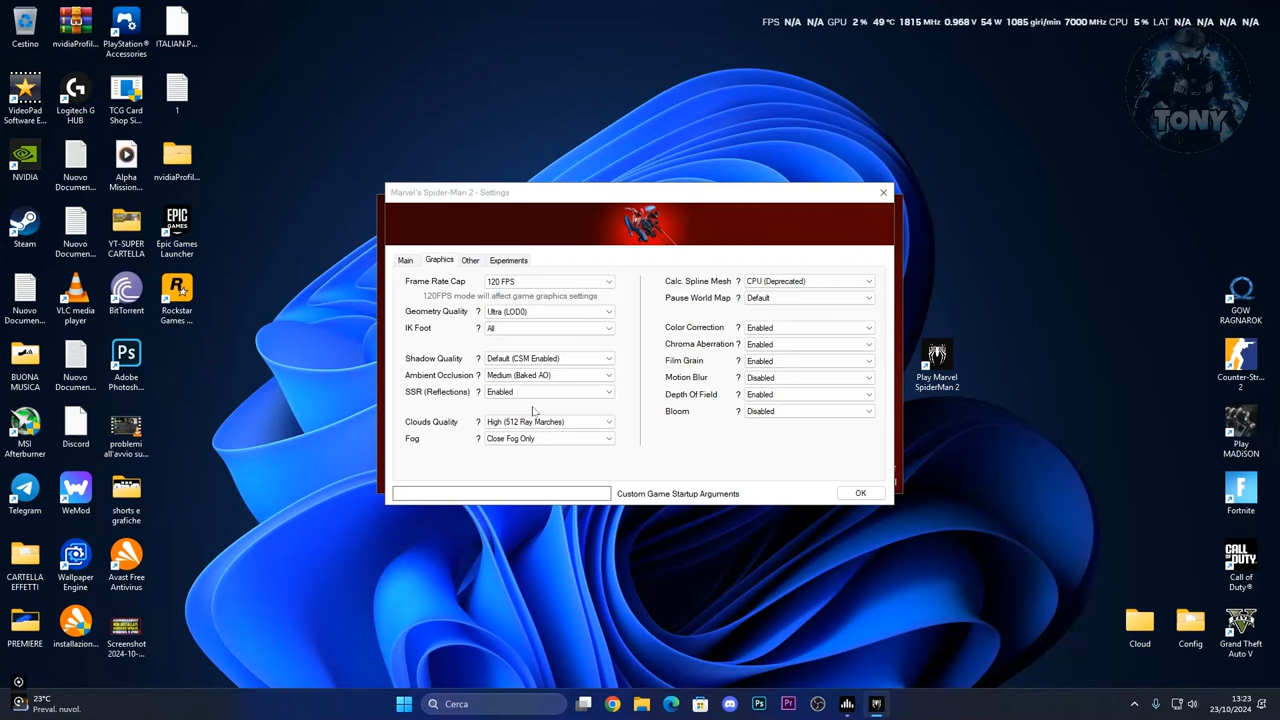 FPS N/A N/A GPU 2 % 49 °C 1815 MHz 0.968 V 54 W 1085 giri/min 7000 MHz CPU 5 % LAT N/A N/A N/A N/A
TONY
Cestino
nvidiaProfil...
PlayStation®
Accessories
ITALIAN.P...
VideoPad
Software E...
Logitech G
HUB
TCG Card
Shop Si...
1
NVIDIA
Nuovo
Documen...
Alpha
Mission...
nvidiaProfil...
Steam
Nuovo
Documen...
YT-SUPER
CARTELLA
Epic Games
Launcher
Nuovo
Documen...
VLC media
player
BitTorrent
Rockstar
Games ...
BUONA
MUSICA
Nuovo
Documen...
Adobe
Photosh...
MSI
Afterburner
Discord
problemi
all'avvio su...
Telegram
WeMod
shorts e
grafiche
CARTELLA
EFFETTI
Wallpaper
Engine
Avast Free
Antivirus
PREMIERE
installazion...
Screenshot
2024-10-...
Marvel's Spider-Man 2 - Settings
Main
Graphics
Other
Experiments
Frame Rate Cap 120 FPS
120FPS mode will affect game graphics settings
Geometry Quality ? Ultra (LOD0)
IK Foot ? All
Shadow Quality ? Default (CSM Enabled)
Ambient Occlusion ? Medium (Baked AO)
SSR (Reflections) ? Enabled
Clouds Quality ? High (512 Ray Marches)
Fog ? Close Fog Only
Calc. Spline Mesh ? CPU (Deprecated)
Pause World Map ? Default
Color Correction ? Enabled
Chroma Aberration ? Enabled
Film Grain ? Enabled
Motion Blur ? Disabled
Depth Of Field ? Enabled
Bloom ? Disabled
Custom Game Startup Arguments
OK
GOW
RAGNAROK
Play Marvel
SpiderMan 2
Counter-Str...
2
Play
MADiSON
Fortnite
Call of
Duty®
Cloud
Config
Grand Theft
Auto V
23°C
Preval. nuvol.
Cerca
13:23
23/10/2024